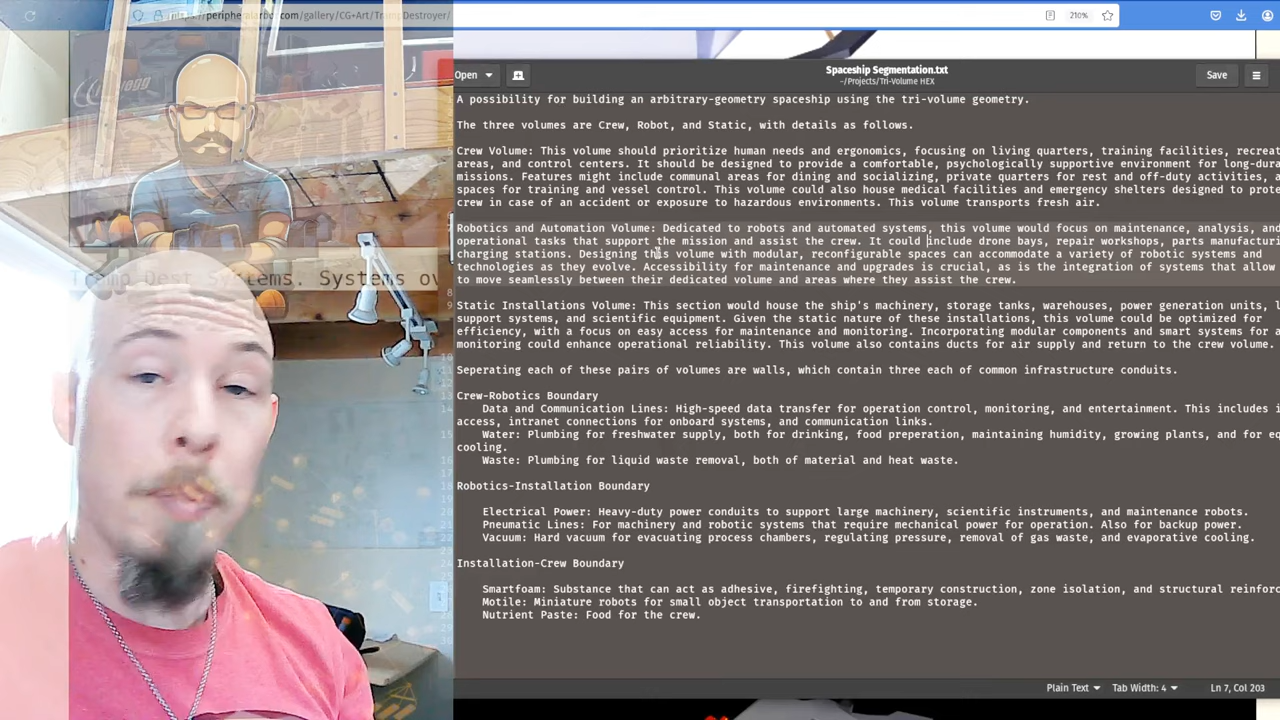 peripheralarbor.com/gallery/CG+Art/TrumpDestroyer/
210%
Open
Spaceship Segmentation.txt
~/Projects/Tri-Volume HEX
Save
A possibility for building an arbitrary-geometry spaceship using the tri-volume geometry.
The three volumes are Crew, Robot, and Static, with details as follows.
Crew Volume: This volume should prioritize human needs and ergonomics, focusing on living quarters, training facilities, recreat
areas, and control centers. It should be designed to provide a comfortable, psychologically supportive environment for long-dura
missions. Features might include communal areas for dining and socializing, private quarters for rest and off-duty activities, a
spaces for training and vessel control. This volume could also house medical facilities and emergency shelters designed to prote
crew in case of an accident or exposure to hazardous environments. This volume transports fresh air.
Robotics and Automation Volume: Dedicated to robots and automated systems, this volume would focus on maintenance, analysis, and
operational tasks that support the mission and assist the crew. It could include drone bays, repair workshops, parts manufacturi
charging stations. Designing this volume with modular, reconfigurable spaces can accommodate a variety of robotic systems and
technologies as they evolve. Accessibility for maintenance and upgrades is crucial, as is the integration of systems that allow
to move seamlessly between their dedicated volume and areas where they assist the crew.
Static Installations Volume: This section would house the ship's machinery, storage tanks, warehouses, power generation units, l
support systems, and scientific equipment. Given the static nature of these installations, this volume could be optimized for
efficiency, with a focus on easy access for maintenance and monitoring. Incorporating modular components and smart systems for a
monitoring could enhance operational reliability. This volume also contains ducts for air supply and return to the crew volume.
Seperating each of these pairs of volumes are walls, which contain three each of common infrastructure conduits.
Crew-Robotics Boundary
Data and Communication Lines: High-speed data transfer for operation control, monitoring, and entertainment. This includes i
access, intranet connections for onboard systems, and communication links.
Water: Plumbing for freshwater supply, both for drinking, food preperation, maintaining humidity, growing plants, and for eq
cooling.
Waste: Plumbing for liquid waste removal, both of material and heat waste.
Robotics-Installation Boundary
Electrical Power: Heavy-duty power conduits to support large machinery, scientific instruments, and maintenance robots.
Pneumatic Lines: For machinery and robotic systems that require mechanical power for operation. Also for backup power.
Vacuum: Hard vacuum for evacuating process chambers, regulating pressure, removal of gas waste, and evaporative cooling.
Installation-Crew Boundary
Smartfoam: Substance that can act as adhesive, firefighting, temporary construction, zone isolation, and structural reinforc
Motile: Miniature robots for small object transportation to and from storage.
Nutrient Paste: Food for the crew.
Plain Text
Tab Width: 4
Ln 7, Col 203